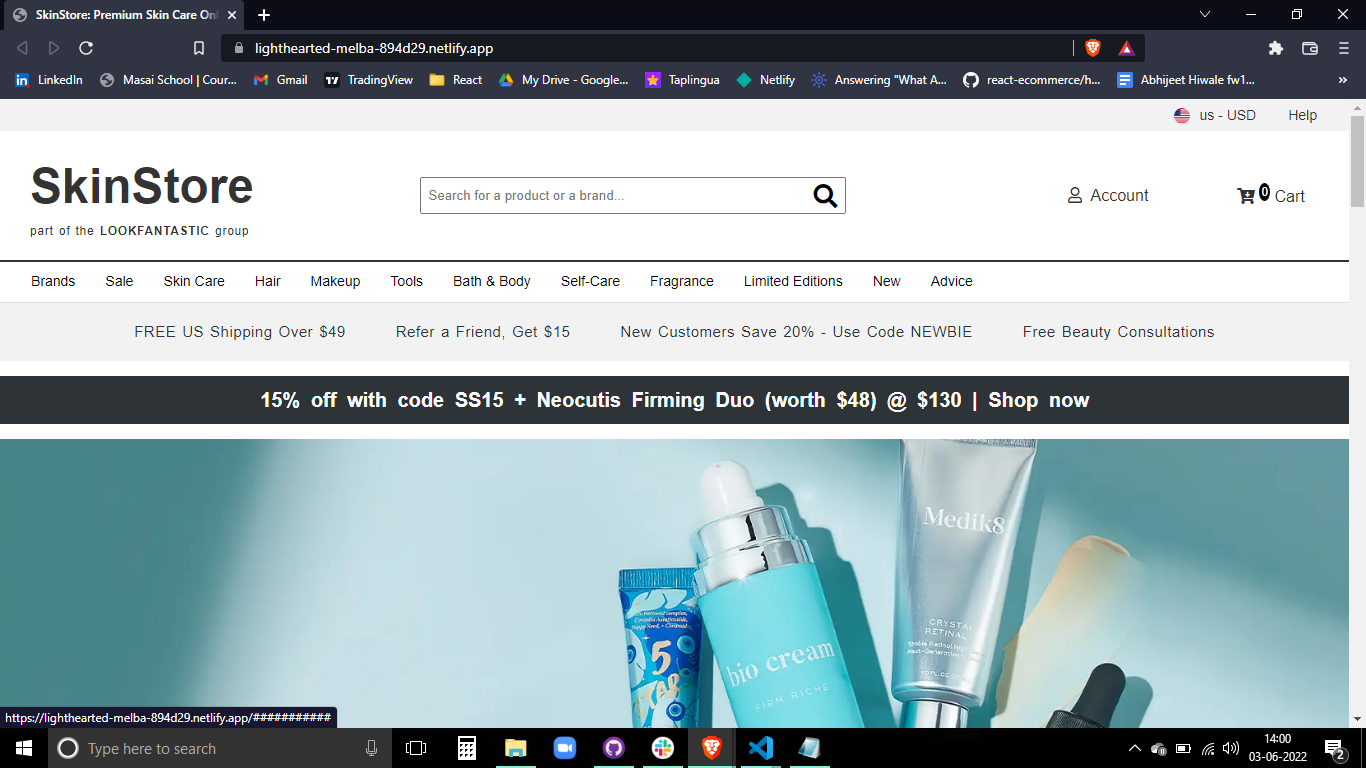 SkinStore: Premium Skin Care Onl
lighthearted-melba-894d29.netlify.app
LinkedIn
Masai School | Cour...
Gmail
TradingView
React
My Drive - Google...
Taplingua
Netlify
Answering "What A...
react-ecommerce/h...
Abhijeet Hiwale fw1...
us - USD
Help
SkinStore
part of the LOOKFANTASTIC group
Search for a product or a brand...
Account
0
Cart
Brands
Sale
Skin Care
Hair
Makeup
Tools
Bath & Body
Self-Care
Fragrance
Limited Editions
New
Advice
FREE US Shipping Over $49
Refer a Friend, Get $15
New Customers Save 20% - Use Code NEWBIE
Free Beauty Consultations
15% off with code SS15 + Neocutis Firming Duo (worth $48) @ $130 | Shop now
Medik8
CRYSTAL
RETINAL
5
bio cream
FIRM RICHE
https://lighthearted-melba-894d29.netlify.app/###########
Type here to search
14:00
03-06-2022
2